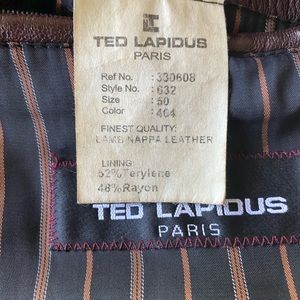 TED LAPIDUS
PARIS
Ref No. : 330608
Style No. : 632
Size : 50
Color : 404
FINEST QUALITY:
LAMB NAPPA LEATHER
LINING:
52% Terylene
48% Rayon
TED LAPIDUS
PARIS